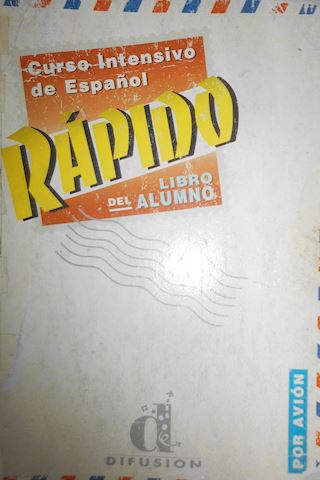 Curso Intensivo
de Español
RÁPIDO
LIBRO
DEL ALUMNO
POR AVIÓN
d
DIFUSION